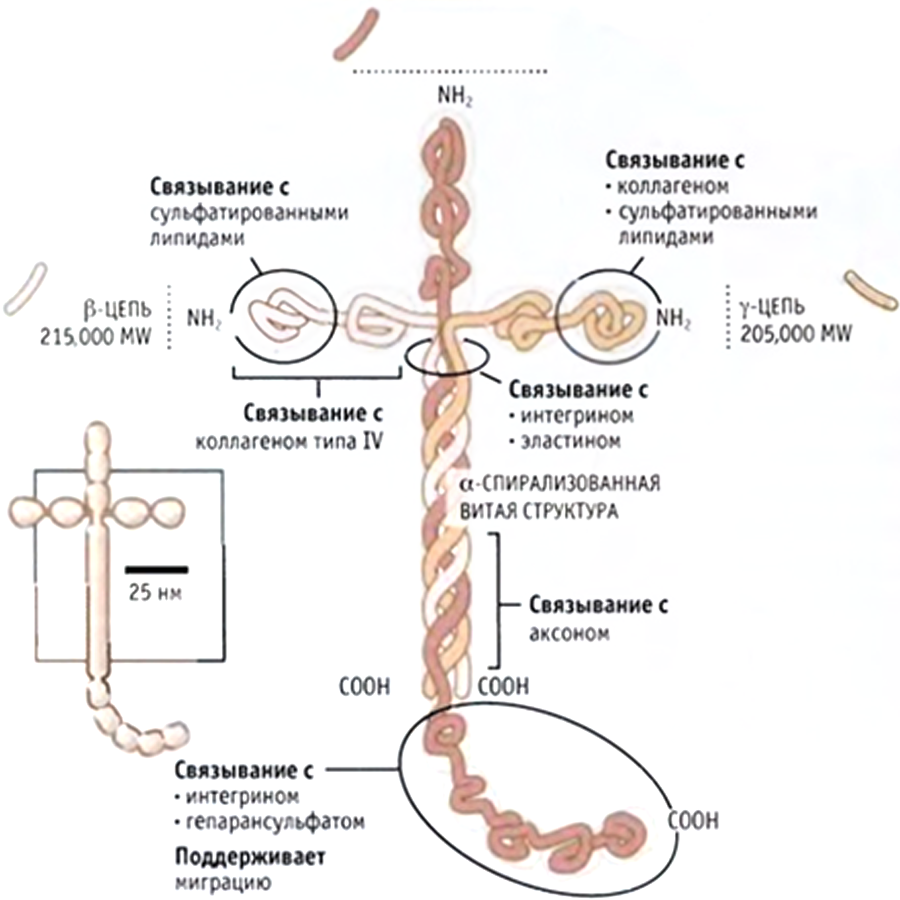 NH₂
Связывание с
• коллагеном
• сульфатированными
липидами
Связывание с
сульфатированными
липидами
β-ЦЕПЬ
215,000 MW
NH₂
NH₂
γ-ЦЕПЬ
205,000 MW
Связывание с
коллагеном типа IV
Связывание с
• интегрином
• эластином
α-СПИРАЛИЗОВАННАЯ
ВИТАЯ СТРУКТУРА
25 нм
Связывание с
аксоном
COOH
COOH
Связывание с
• интегрином
• гепарансульфатом
Поддерживает
миграцию
COOH